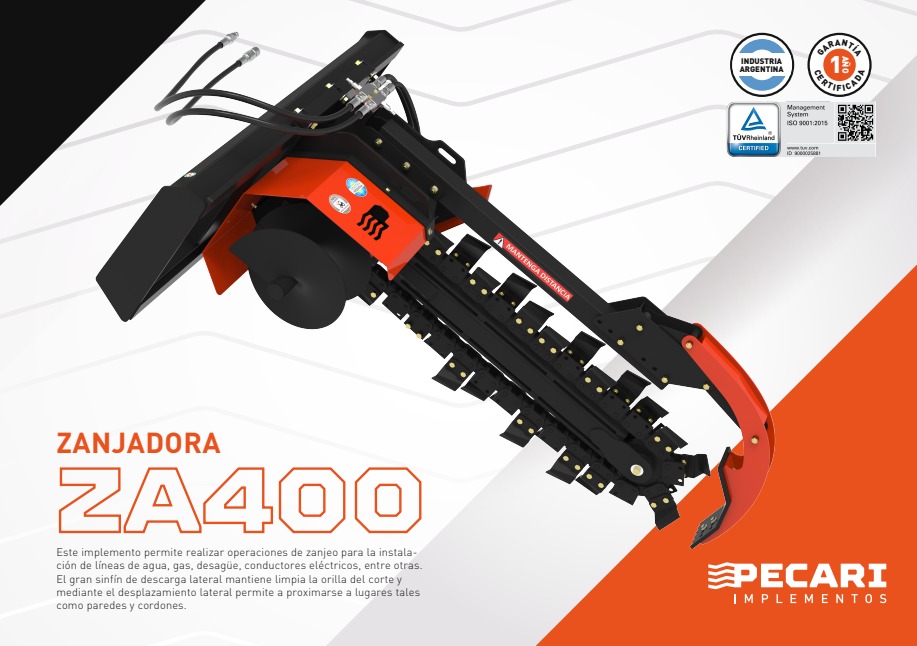 INDUSTRIA
ARGENTINA
GARANTÍA
1 AÑO
CERTIFICADA
TÜVRheinland
CERTIFIED
Management
System
ISO 9001:2015
www.tuv.com
ID 9000025881
MANTENGA DISTANCIA
ZANJADORA
ZA400
Este implemento permite realizar operaciones de zanjeo para la instala-
ción de líneas de agua, gas, desagüe, conductores eléctricos, entre otras.
El gran sinfín de descarga lateral mantiene limpia la orilla del corte y
mediante el desplazamiento lateral permite a proximarse a lugares tales
como paredes y cordones.
PECARI
IMPLEMENTOS